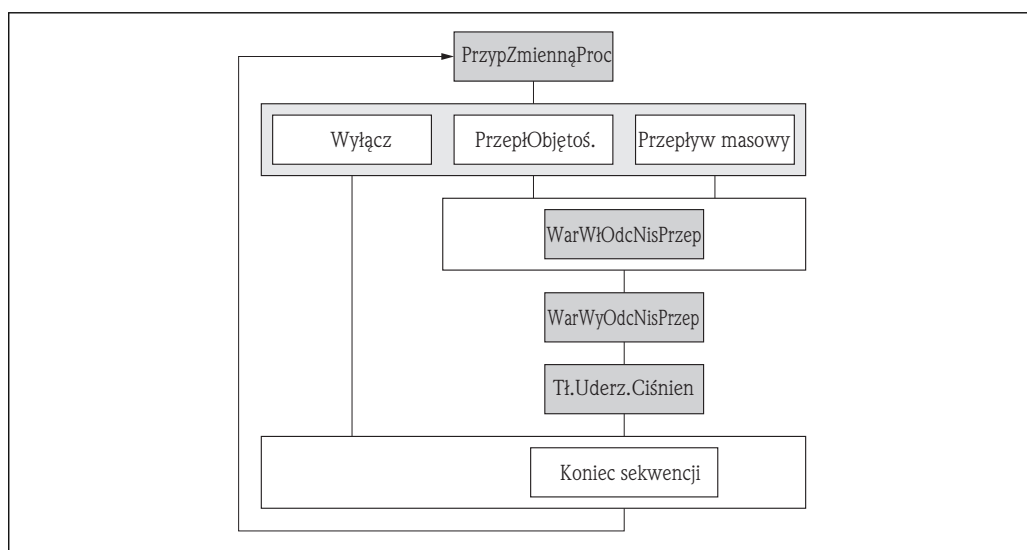 PrzypZmiennąProc
Wyłącz
PrzepłObjętoś.
Przepływ masowy
WarWłOdcNisPrzep
WarWyOdcNisPrzep
Tł.Uderz.Ciśnien
Koniec sekwencji